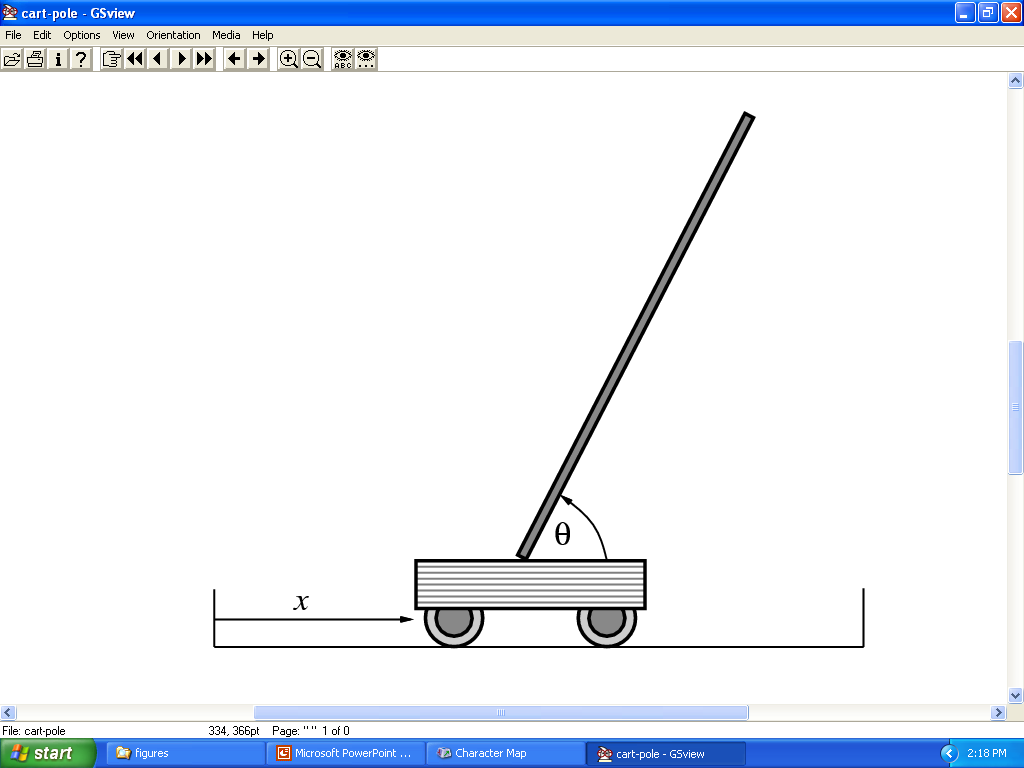 cart-pole - GSview
File Edit Options View Orientation Media Help
i ? ABC
θ
x
File: cart-pole 334, 366pt Page: " " 1 of 0
start figures Microsoft PowerPoint ... Character Map cart-pole - GSview 2:18 PM